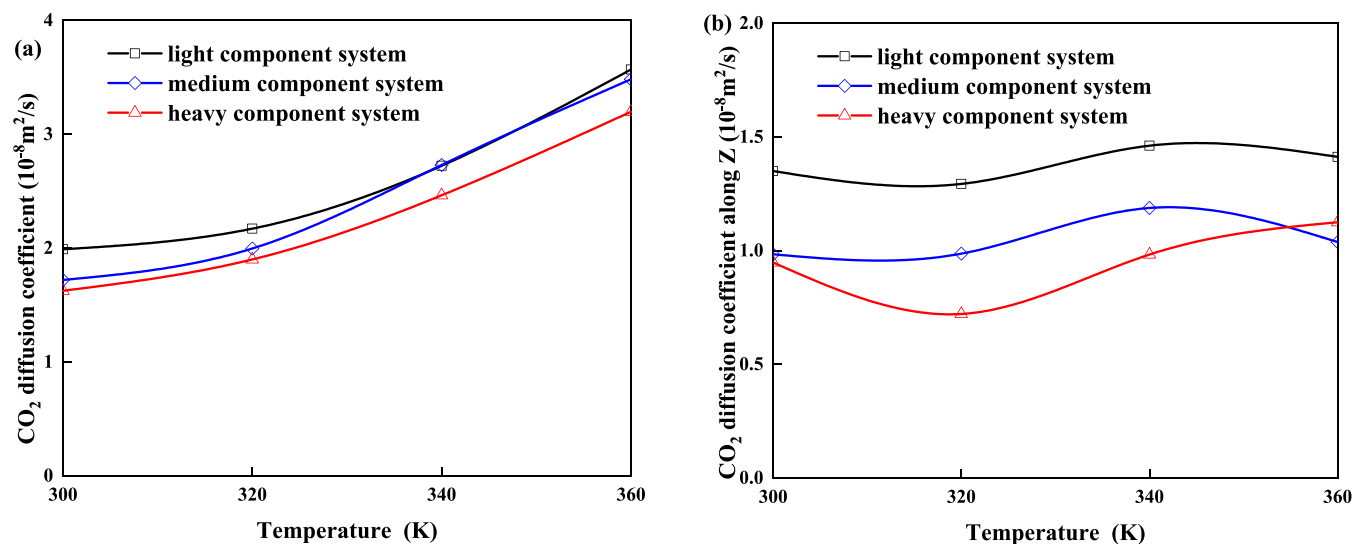 (a)
light component system
medium component system
heavy component system
CO₂ diffusion coefficient (10⁻⁸m²/s)
4
3
2
1
0
300
320
340
360
Temperature (K)
(b)
light component system
medium component system
heavy component system
CO₂ diffusion coefficient along Z (10⁻⁸m²/s)
2.0
1.5
1.0
0.5
0.0
300
320
340
360
Temperature (K)